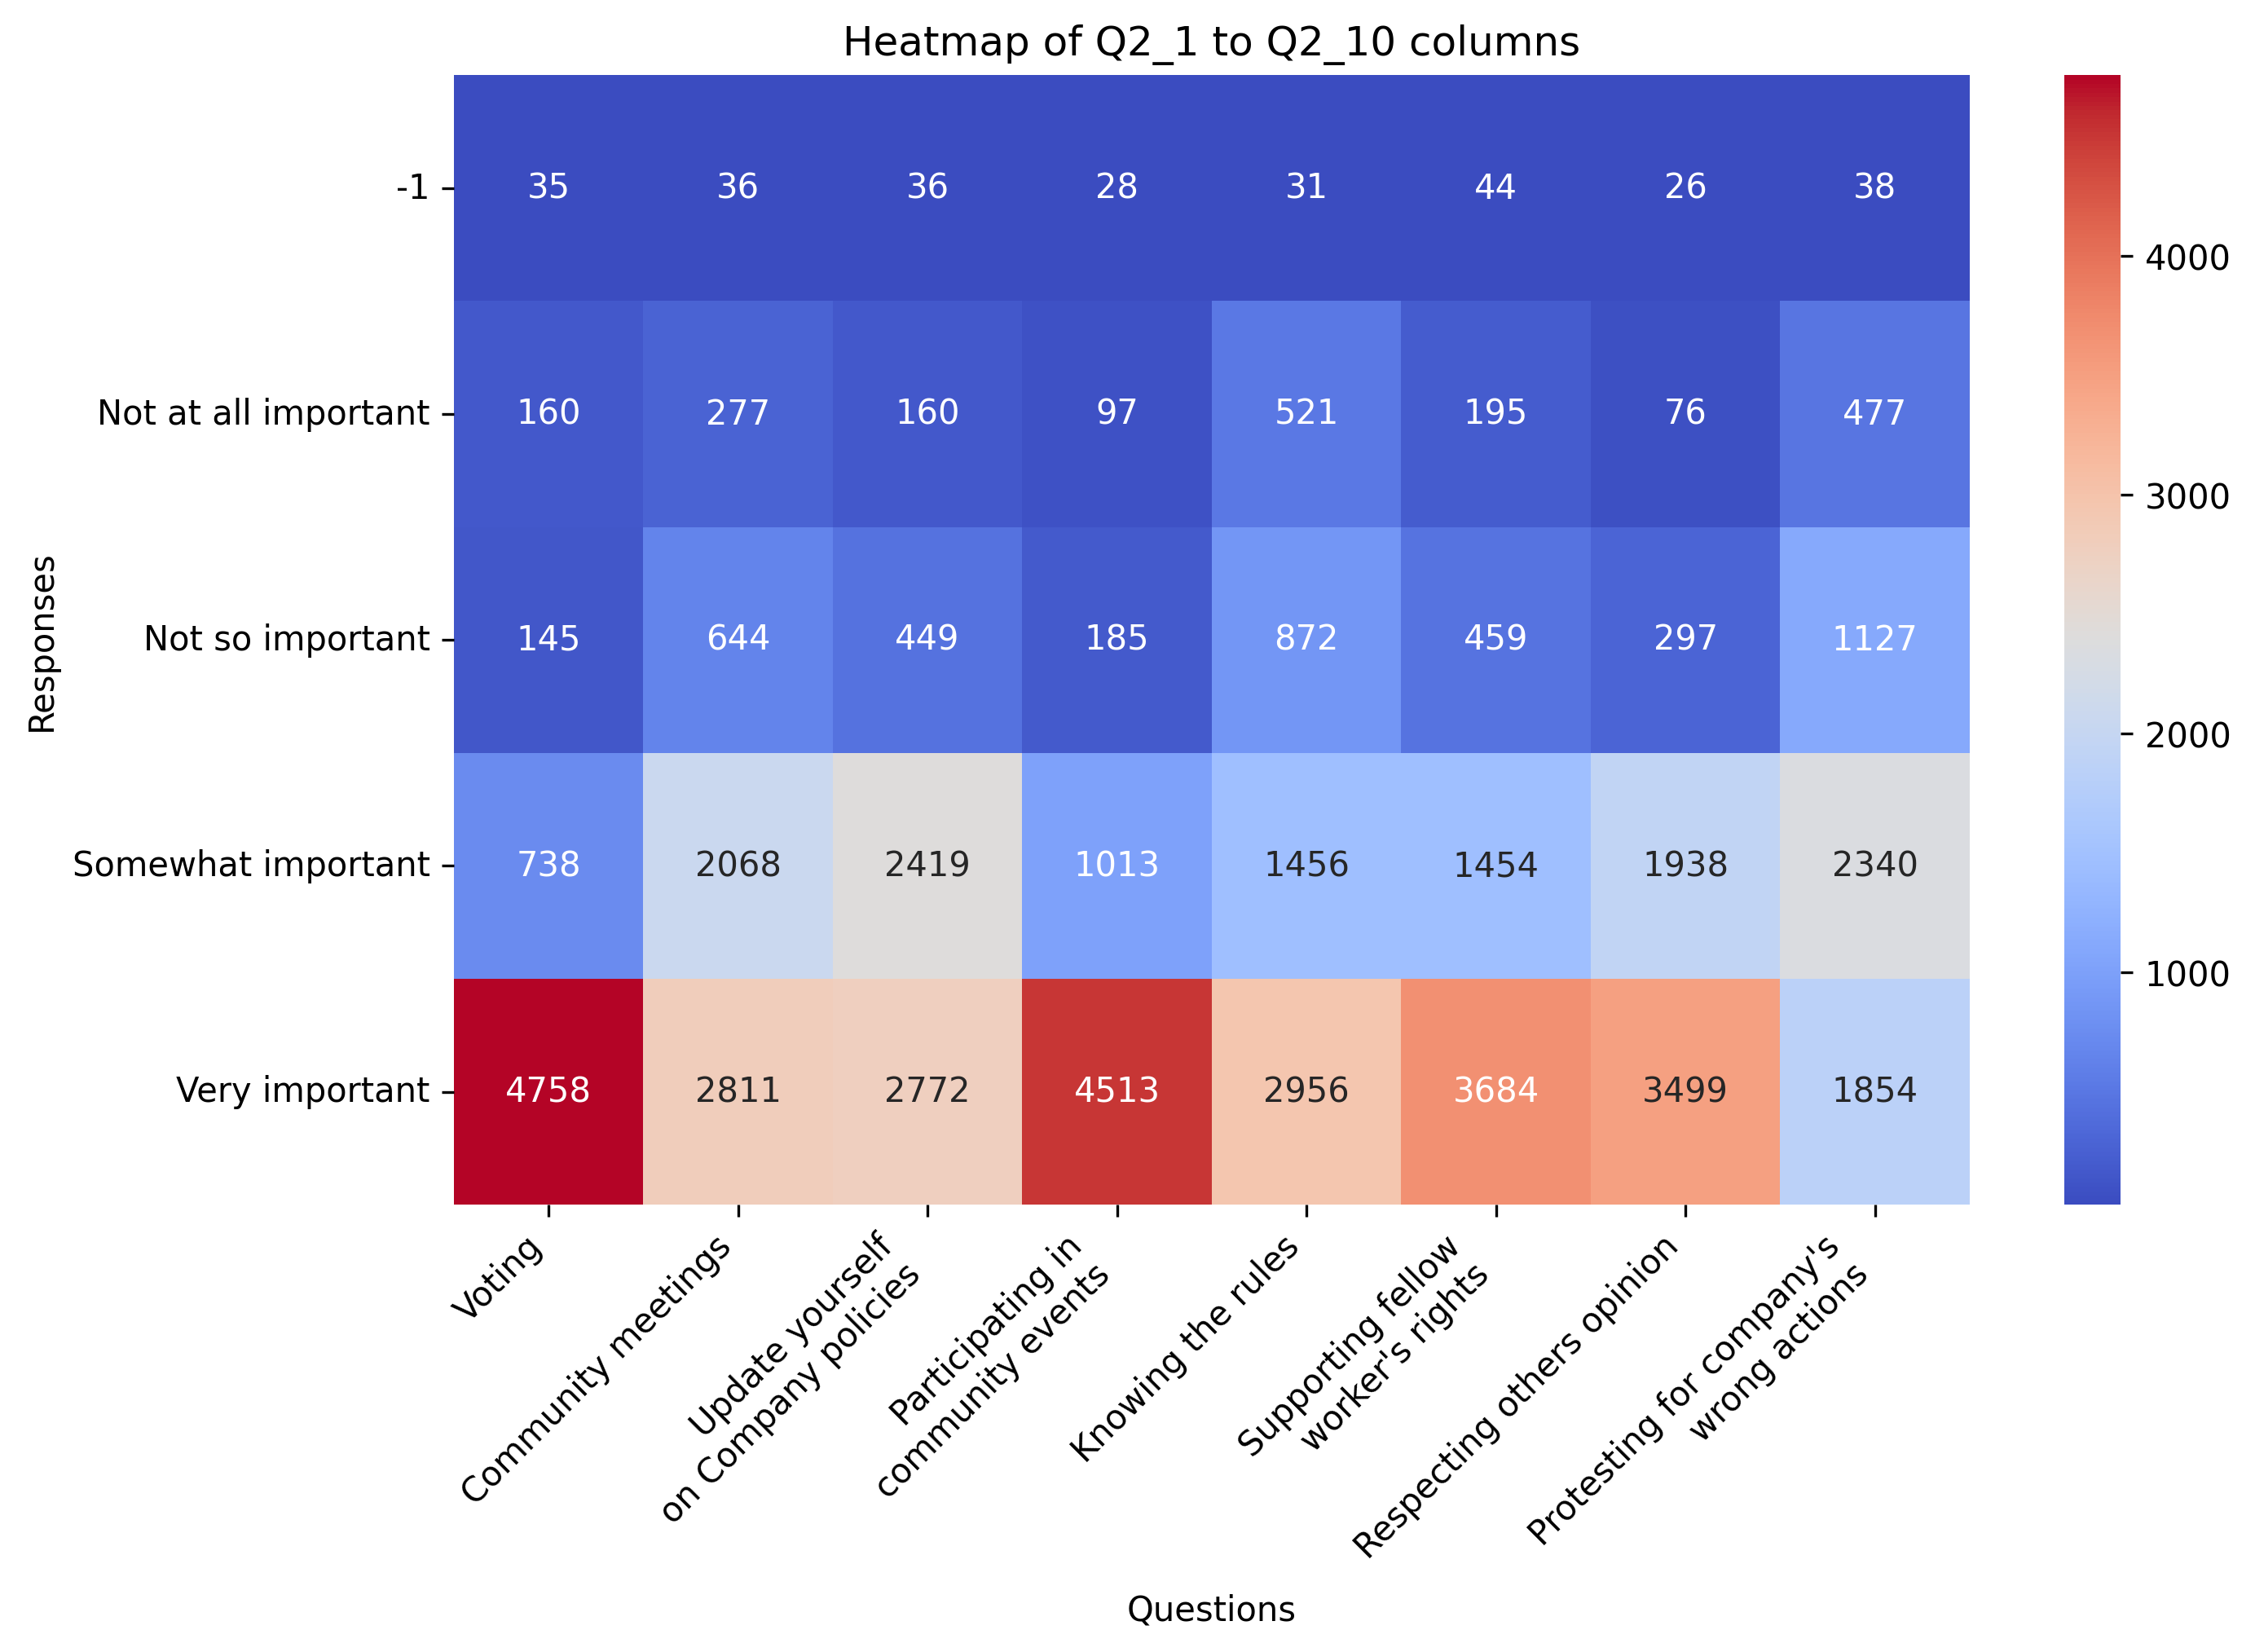 Heatmap of Q2_1 to Q2_10 columns
Responses
-1
35 36 36 28 31 44 26 38
Not at all important
160 277 160 97 521 195 76 477
Not so important
145 644 449 185 872 459 297 1127
Somewhat important
738 2068 2419 1013 1456 1454 1938 2340
Very important
4758 2811 2772 4513 2956 3684 3499 1854
4000
3000
2000
1000
Voting
Community meetings
Update yourself
on Company policies
Participating in
community events
Knowing the rules
Supporting fellow
worker's rights
Respecting others opinion
Protesting for company's
wrong actions
Questions